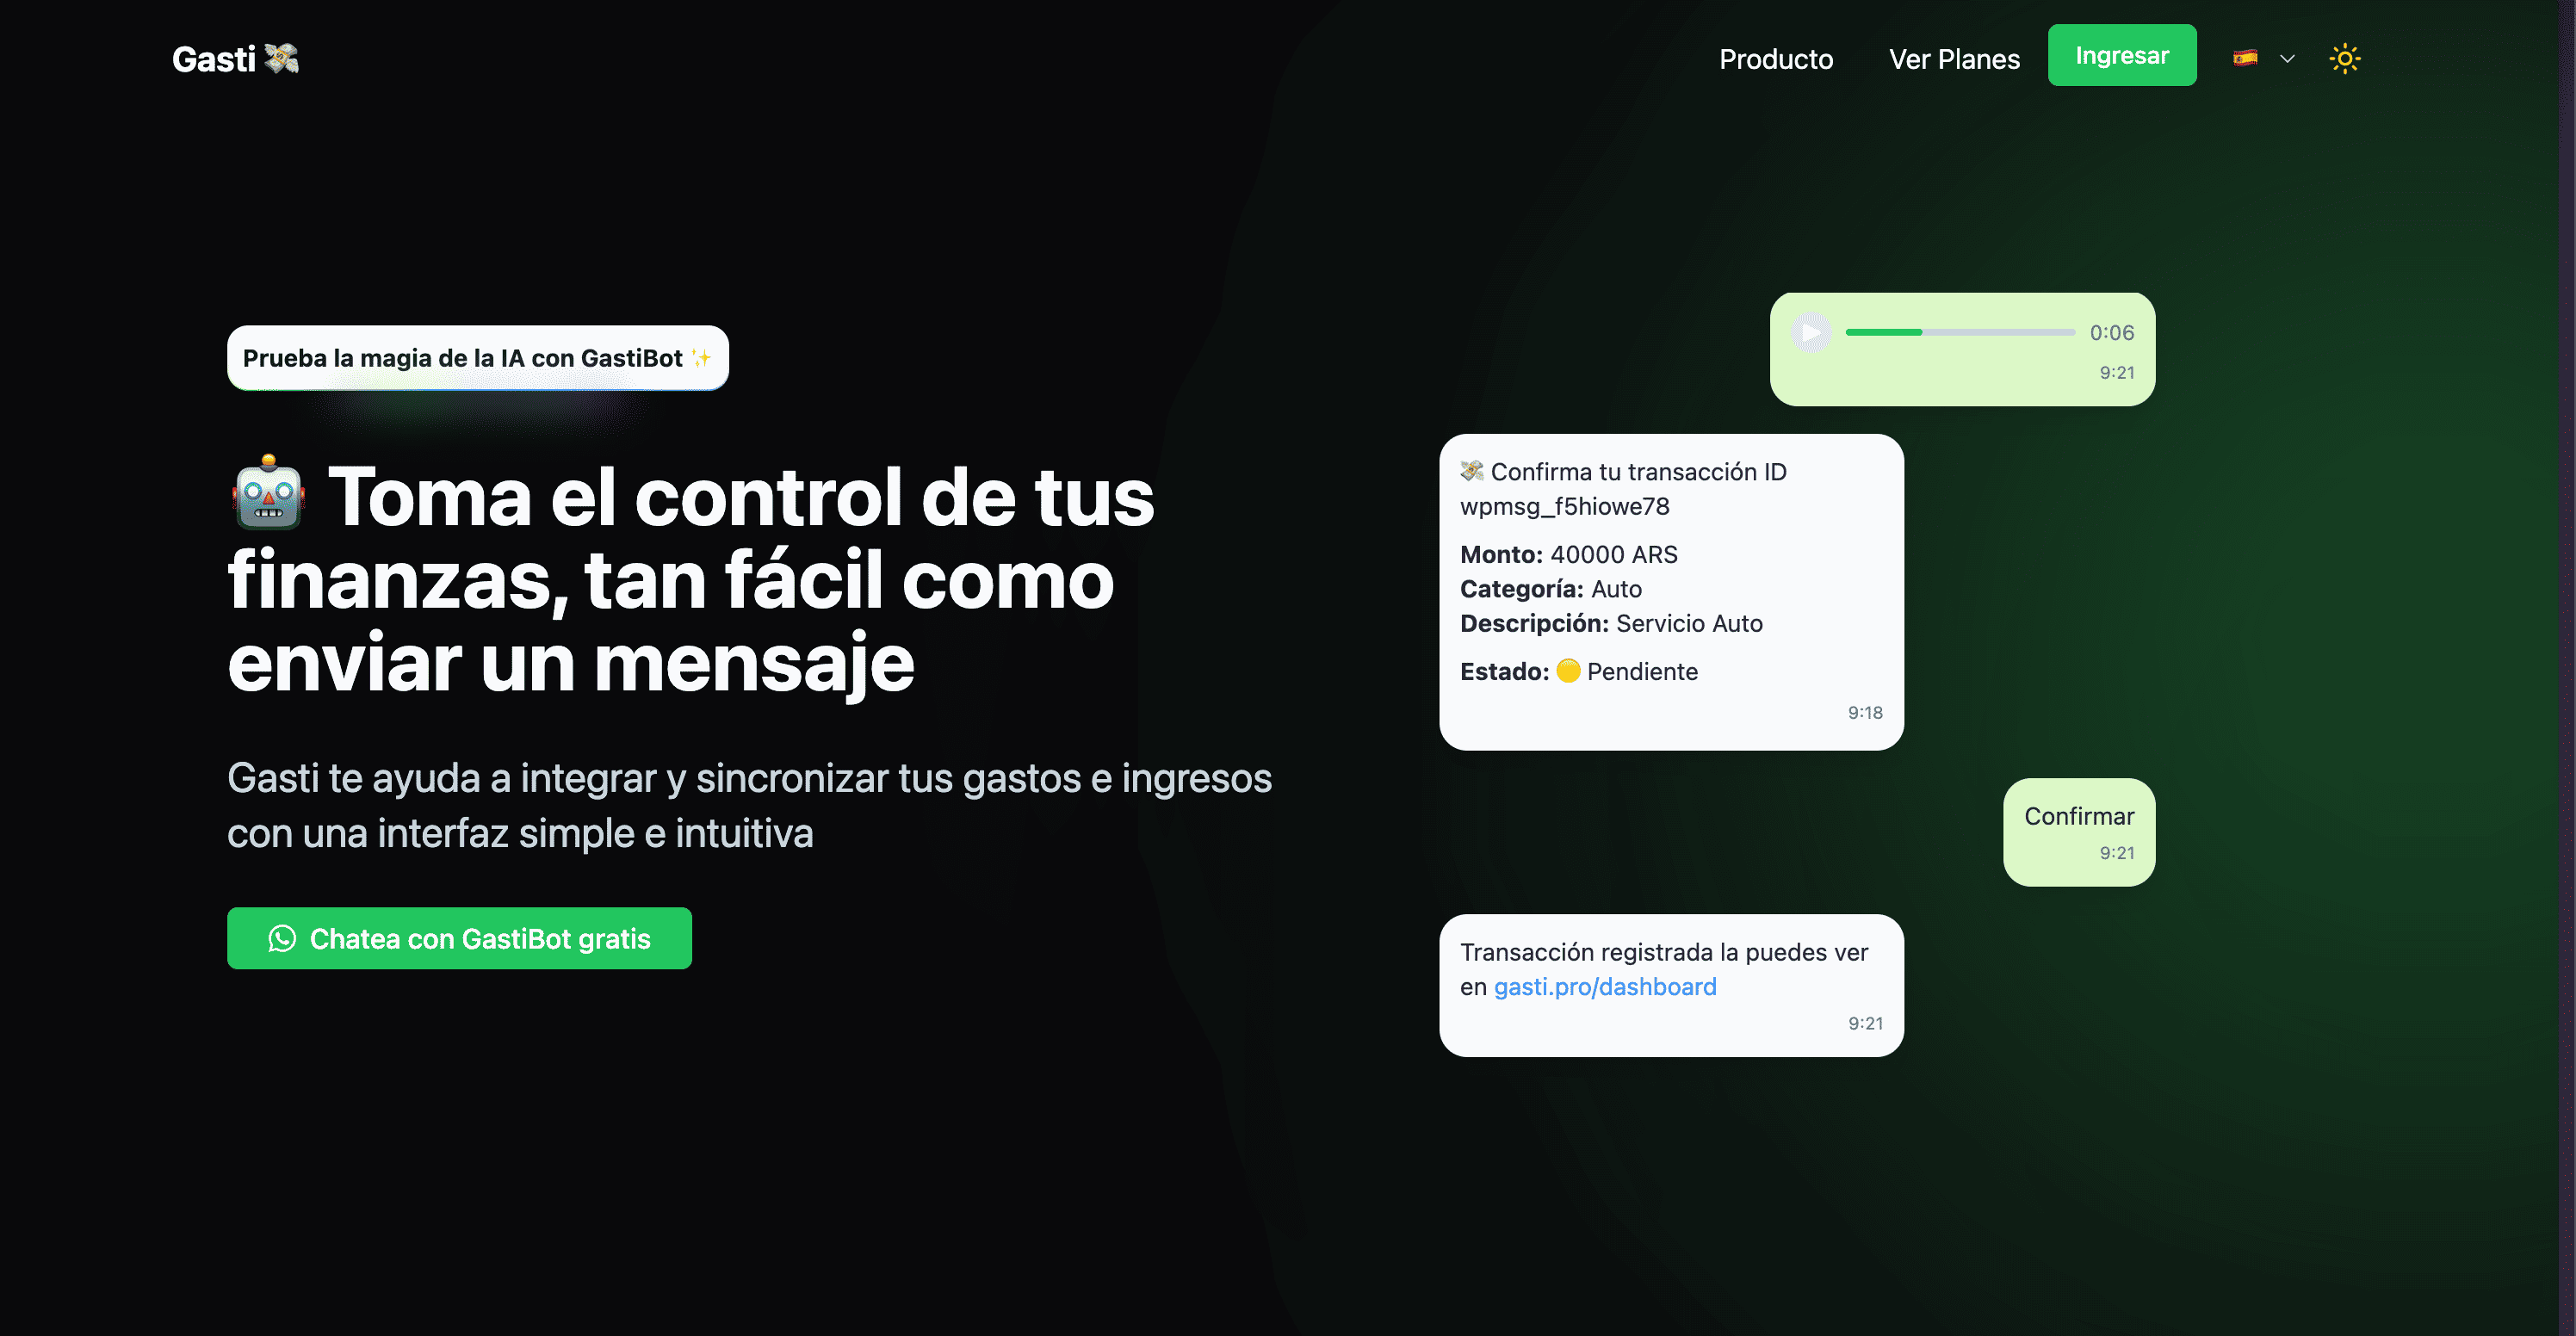 Gasti 💸
Producto
Ver Planes
Ingresar
Prueba la magia de la IA con GastiBot ✨
🤖 Toma el control de tus
finanzas, tan fácil como
enviar un mensaje
Gasti te ayuda a integrar y sincronizar tus gastos e ingresos
con una interfaz simple e intuitiva
Chatea con GastiBot gratis
0:06
9:21
💸 Confirma tu transacción ID
wpmsg_f5hiowe78
Monto: 40000 ARS
Categoría: Auto
Descripción: Servicio Auto
Estado: 🟡 Pendiente
9:18
Confirmar
9:21
Transacción registrada la puedes ver
en gasti.pro/dashboard
9:21